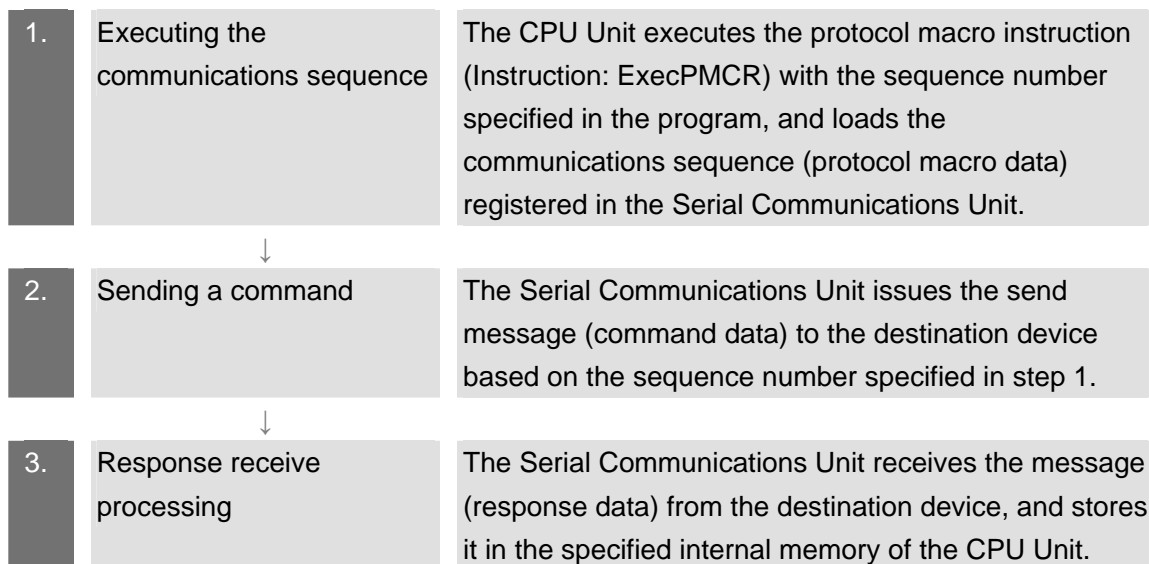 1.
Executing the
communications sequence
The CPU Unit executes the protocol macro instruction
(Instruction: ExecPMCR) with the sequence number
specified in the program, and loads the
communications sequence (protocol macro data)
registered in the Serial Communications Unit.
↓
2.
Sending a command
The Serial Communications Unit issues the send
message (command data) to the destination device
based on the sequence number specified in step 1.
↓
3.
Response receive
processing
The Serial Communications Unit receives the message
(response data) from the destination device, and stores
it in the specified internal memory of the CPU Unit.